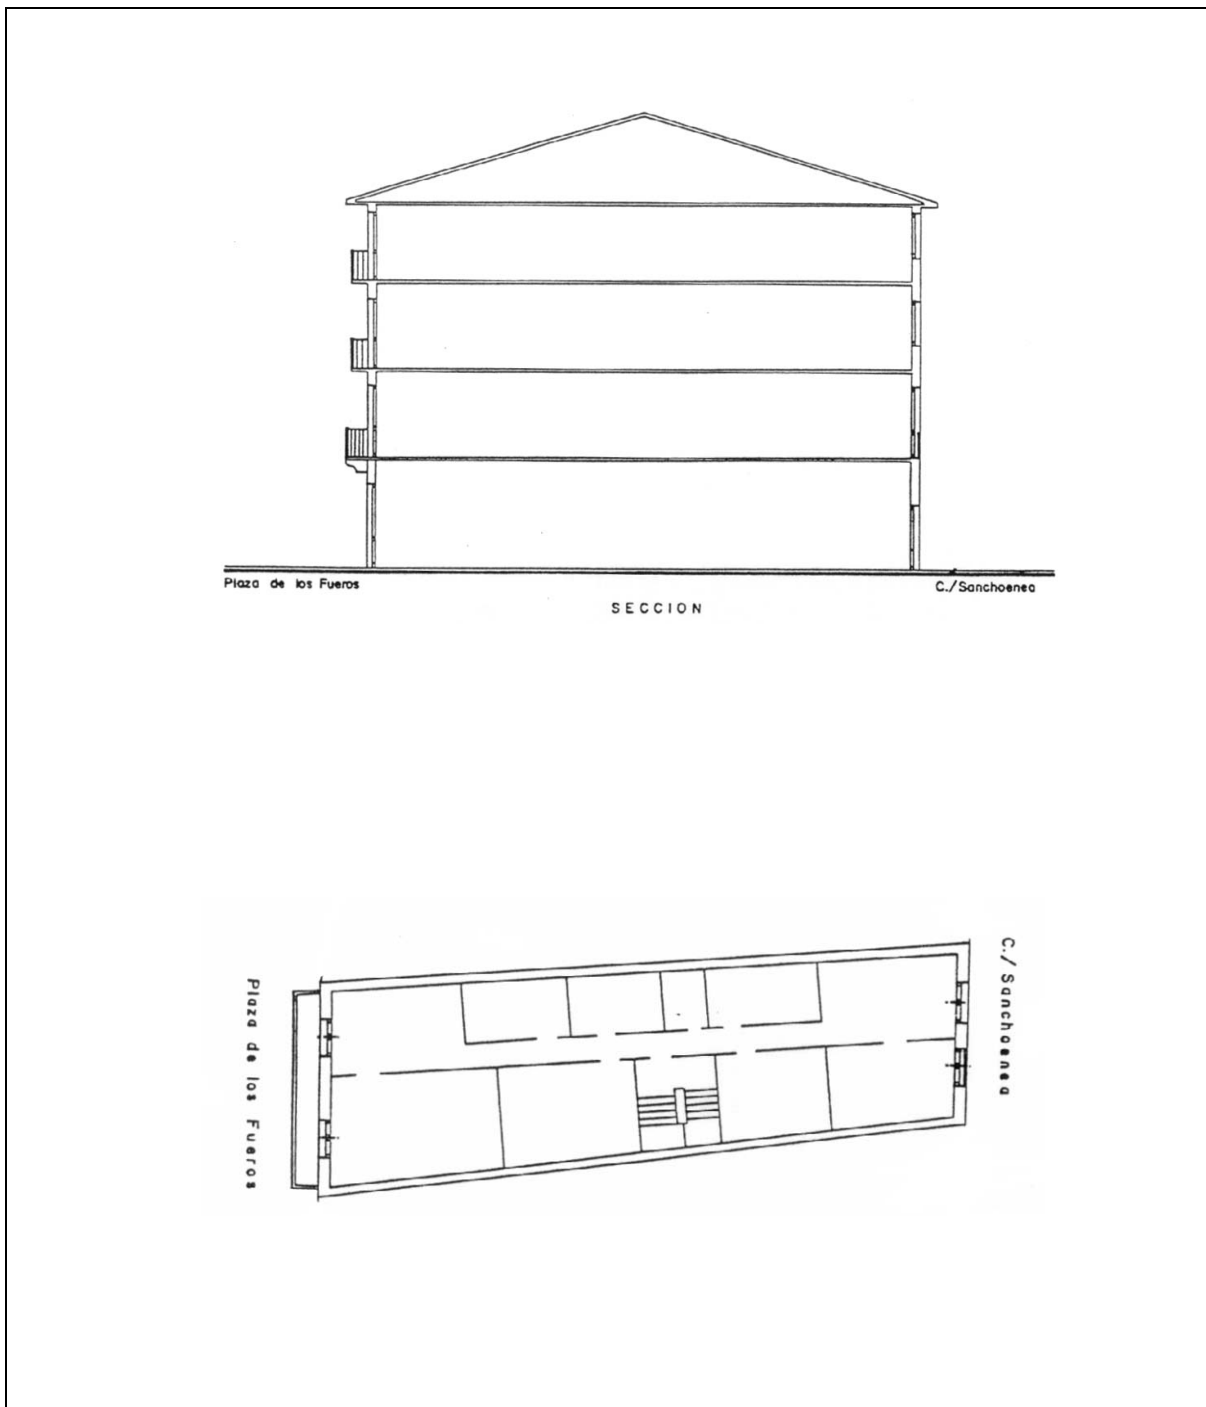 Plaza de los Fueros
C./Sanchoenea
SECCION
C./ Sanchoenea
Plaza de los Fueros